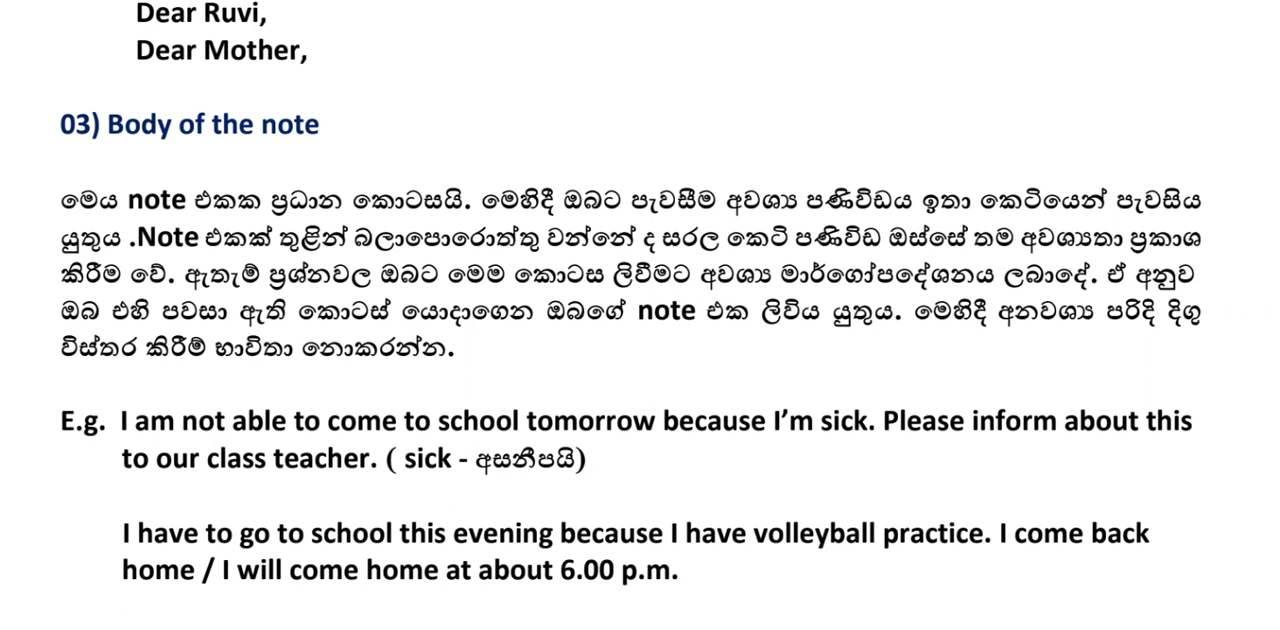 Dear Ruvi,
Dear Mother,
03) Body of the note
මෙය note එකක ප්‍රධාන කොටසයි. මෙහිදී ඔබට පැවසීම අවශ්‍ය පණිවිඩය ඉතා කෙටියෙන් පැවසිය
යුතුය .Note එකක් තුළින් බලාපොරොත්තු වන්නේ ද සරල කෙටි පණිවිඩ ඔස්සේ තම අවශ්‍යතා ප්‍රකාශ
කිරීම වේ. ඇතැම් ප්‍රශ්නවල ඔබට මෙම කොටස ලිවීමට අවශ්‍ය මාර්ගෝපදේශනය ලබාදේ. ඒ අනුව
ඔබ එහි පවසා ඇති කොටස් යොදාගෙන ඔබගේ note එක ලිවිය යුතුය. මෙහිදී අනවශ්‍ය පරිදි දිගු
විස්තර කිරීම් භාවිතා නොකරන්න.
E.g. I am not able to come to school tomorrow because I’m sick. Please inform about this
to our class teacher. ( sick - අසනීපයි)
I have to go to school this evening because I have volleyball practice. I come back
home / I will come home at about 6.00 p.m.